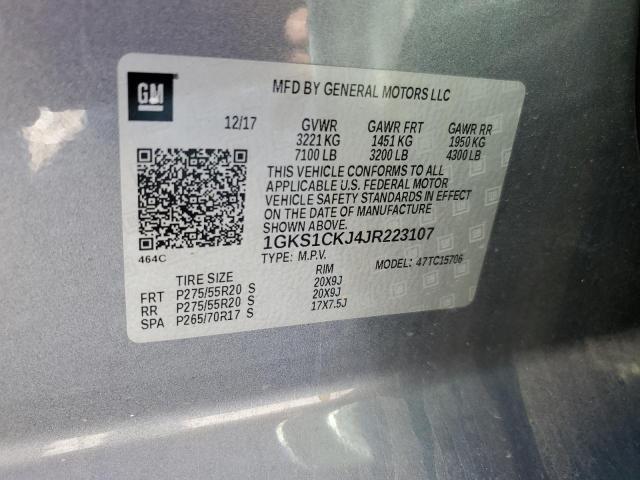 GM
MFD BY GENERAL MOTORS LLC
12/17 GVWR GAWR FRT GAWR RR
3221 KG 1451 KG 1950 KG
7100 LB 3200 LB 4300 LB
THIS VEHICLE CONFORMS TO ALL
APPLICABLE U.S. FEDERAL MOTOR
VEHICLE SAFETY STANDARDS IN EFFECT
ON THE DATE OF MANUFACTURE
SHOWN ABOVE.
1GKS1CKJ4JR223107
464C TYPE: M.P.V. MODEL: 47TC15706
TIRE SIZE RIM
FRT P275/55R20 S 20X9J
RR P275/55R20 S 20X9J
SPA P265/70R17 S 17X7.5J